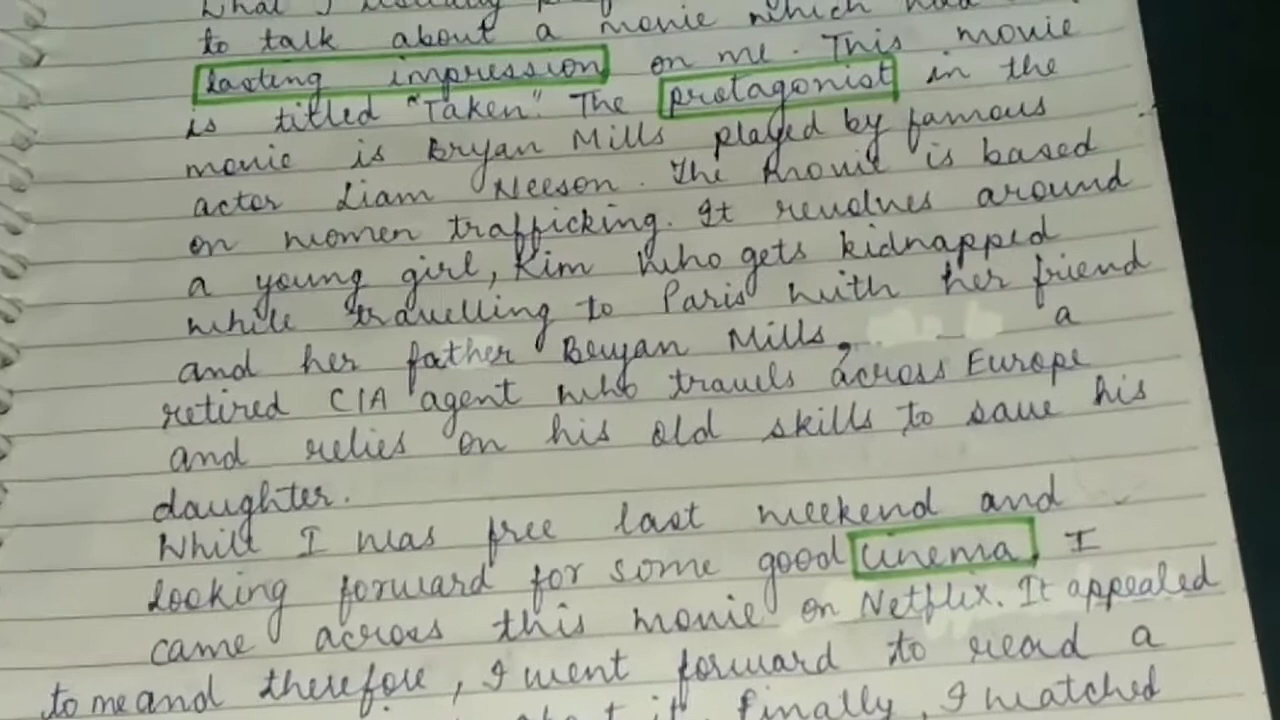 to talk about a movie which had
lasting impression on me. This movie
is titled "Taken". The protagonist in the
movie is Bryan Mills played by famous
actor Liam Neeson. The movie is based
on women trafficking. It revolves around
a young girl, Kim who gets kidnapped
while travelling to Paris with her friend
and her father Bryan Mills, a
retired CIA agent who travels across Europe
and relies on his old skills to save his
daughter.
While I was free last weekend and
looking forward for some good cinema, I
came across this movie on Netflix. It appealed
to me and therefore, I went forward to read a
about it. Finally, I watched